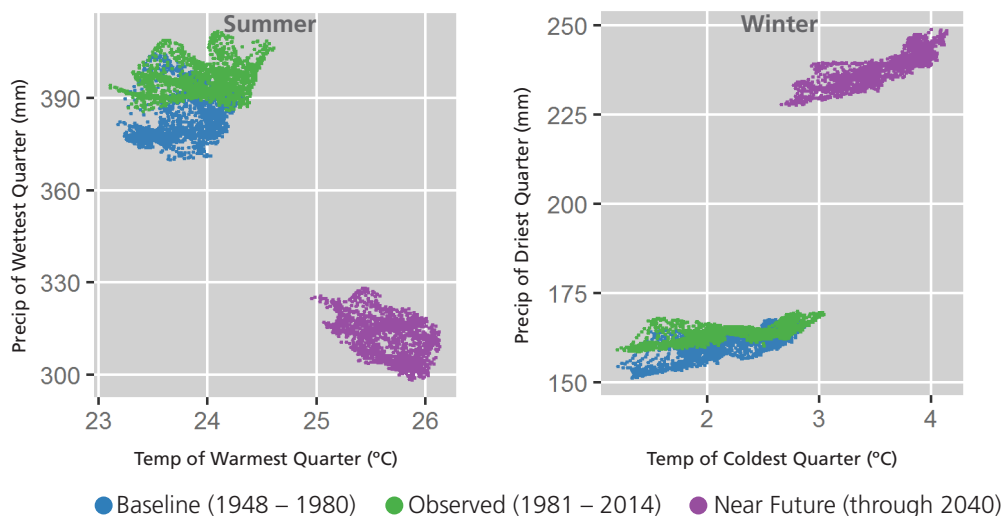 Summer
Precip of Wettest Quarter (mm)
390
360
330
300
23
24
25
26
Temp of Warmest Quarter (ºC)
Winter
Precip of Driest Quarter (mm)
250
225
200
175
150
2
3
4
Temp of Coldest Quarter (ºC)
Baseline (1948 – 1980)
Observed (1981 – 2014)
Near Future (through 2040)